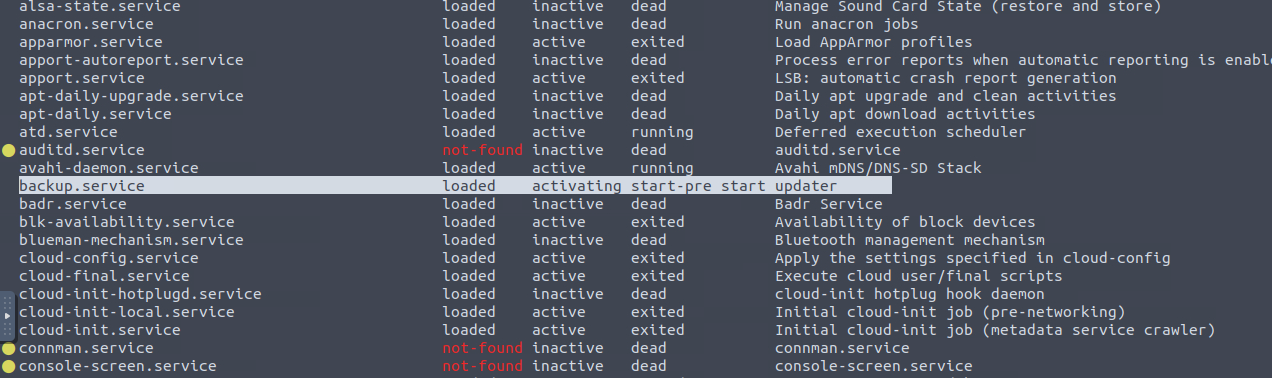 alsa-state.service loaded inactive dead Manage Sound Card State (restore and store)
anacron.service loaded inactive dead Run anacron jobs
apparmor.service loaded active exited Load AppArmor profiles
apport-autoreport.service loaded inactive dead Process error reports when automatic reporting is enable
apport.service loaded active exited LSB: automatic crash report generation
apt-daily-upgrade.service loaded inactive dead Daily apt upgrade and clean activities
apt-daily.service loaded inactive dead Daily apt download activities
atd.service loaded active running Deferred execution scheduler
auditd.service not-found inactive dead auditd.service
avahi-daemon.service loaded active running Avahi mDNS/DNS-SD Stack
backup.service loaded activating start-pre start updater
badr.service loaded inactive dead Badr Service
blk-availability.service loaded active exited Availability of block devices
blueman-mechanism.service loaded inactive dead Bluetooth management mechanism
cloud-config.service loaded active exited Apply the settings specified in cloud-config
cloud-final.service loaded active exited Execute cloud user/final scripts
cloud-init-hotplugd.service loaded inactive dead cloud-init hotplug hook daemon
cloud-init-local.service loaded active exited Initial cloud-init job (pre-networking)
cloud-init.service loaded active exited Initial cloud-init job (metadata service crawler)
connman.service not-found inactive dead connman.service
console-screen.service not-found inactive dead console-screen.service